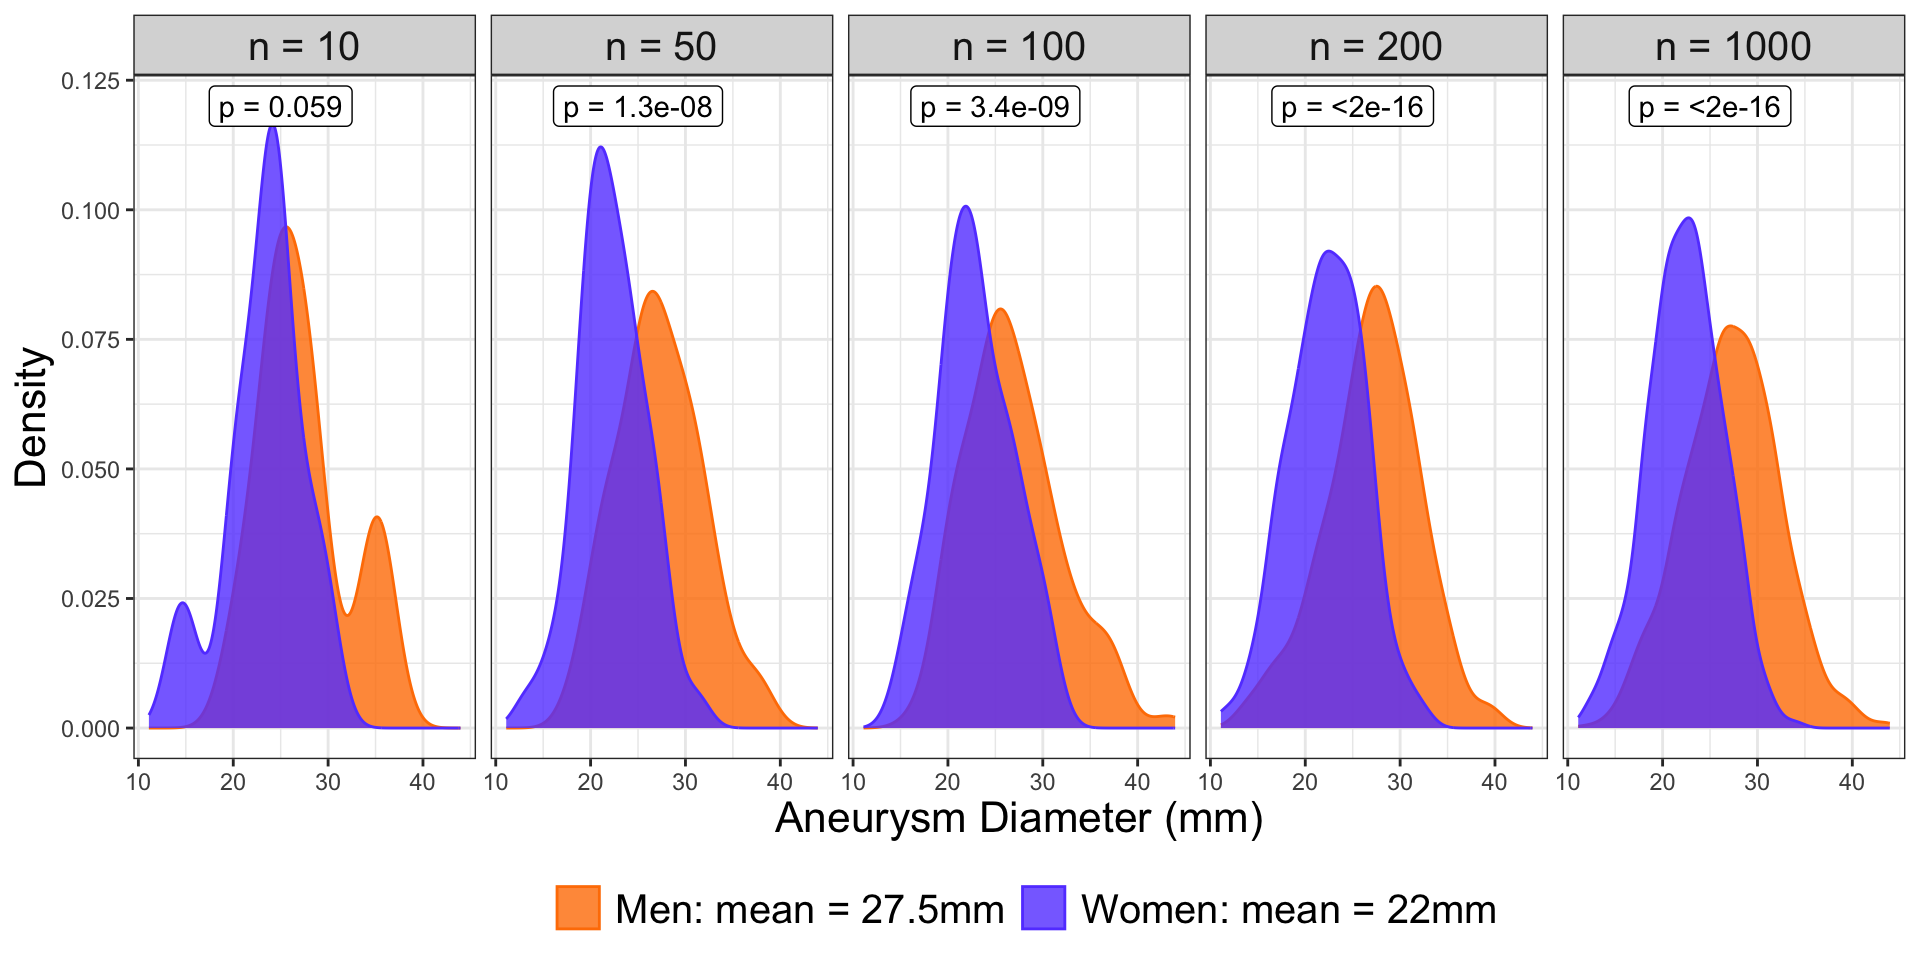 n = 10
n = 50
n = 100
n = 200
n = 1000
p = 0.059
p = 1.3e-08
p = 3.4e-09
p = <2e-16
p = <2e-16
0.125
0.100
0.075
0.050
0.025
0.000
Density
10 20 30 40
10 20 30 40
10 20 30 40
10 20 30 40
10 20 30 40
Aneurysm Diameter (mm)
Men: mean = 27.5mm
Women: mean = 22mm